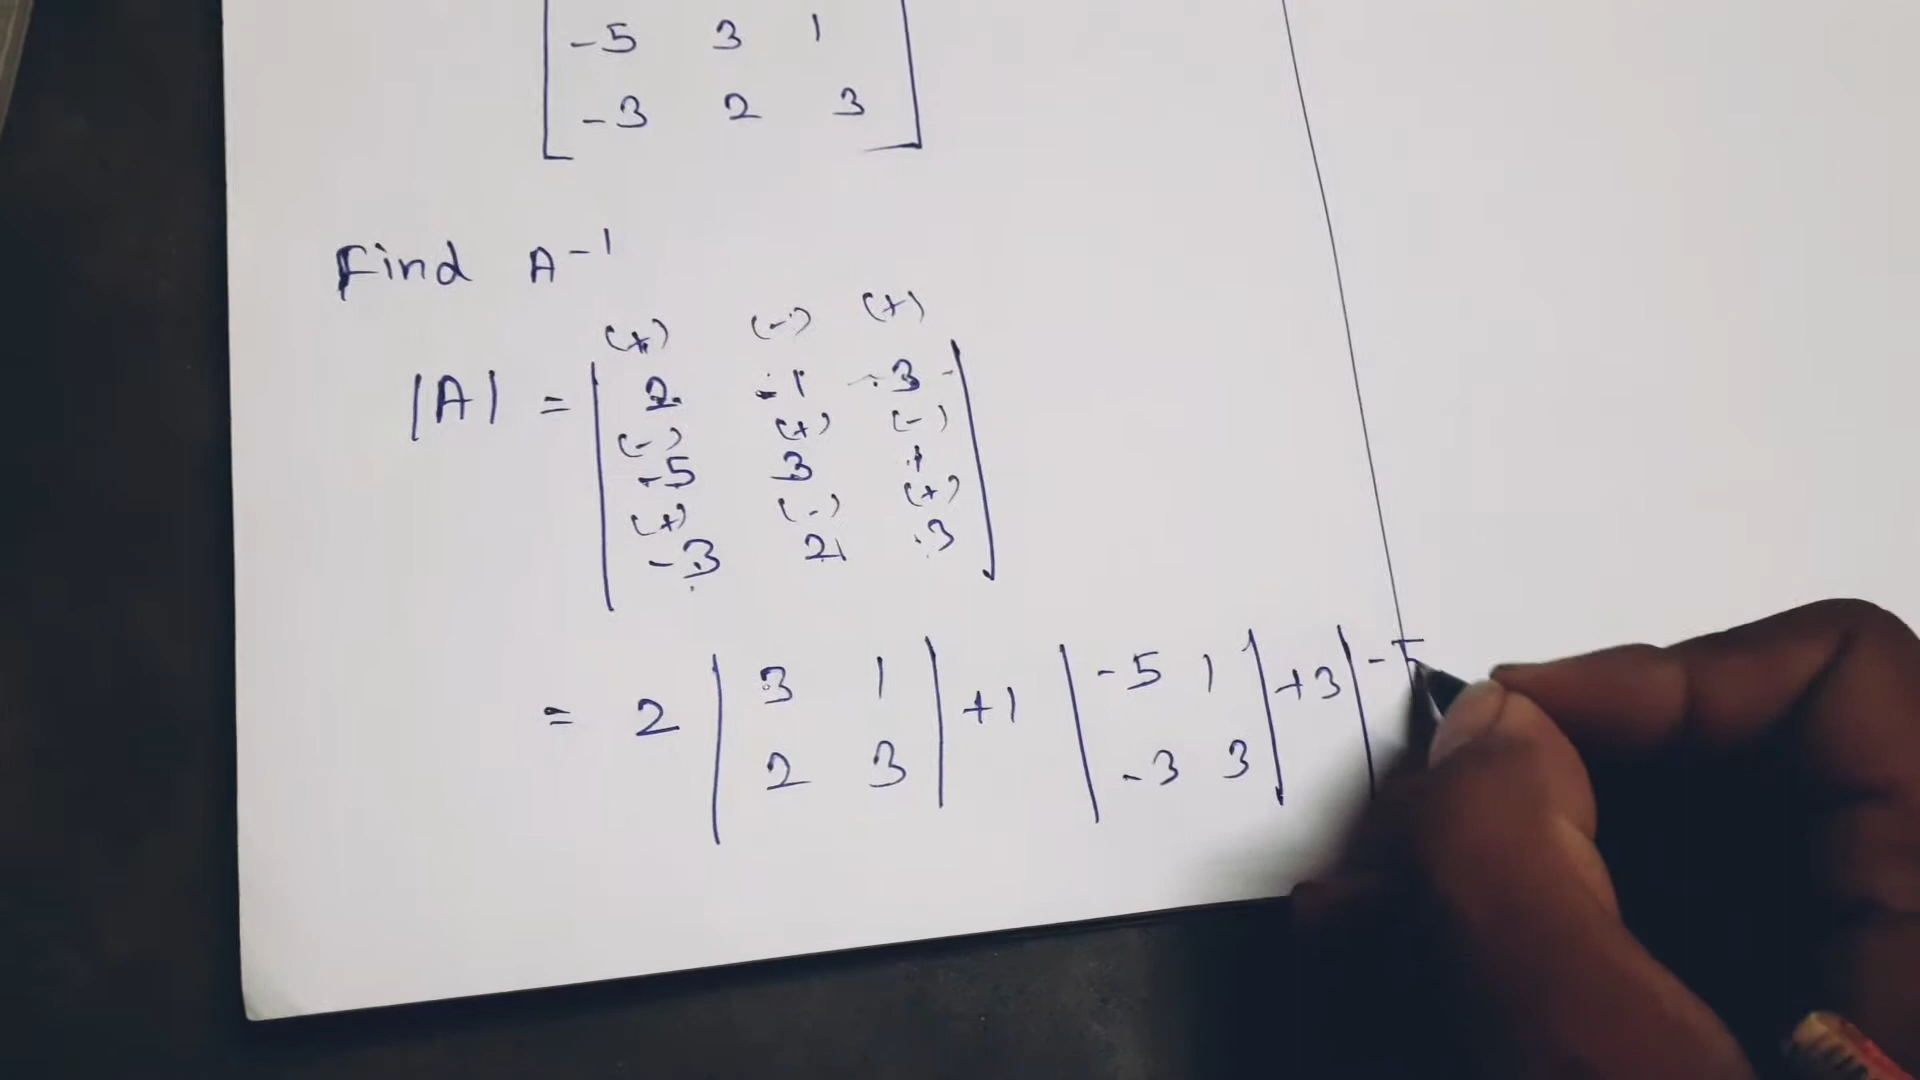 -5 3 1
-3 2 3
Find A-1
(+) (-) (+)
|A| = | 2 -1 3 |
(-) (+) (-)
-5 3 1
(+) (-) (+)
-3 2 3
= 2 | 3 1 | +1 | -5 1 | +3 | -5
2 3 -3 3